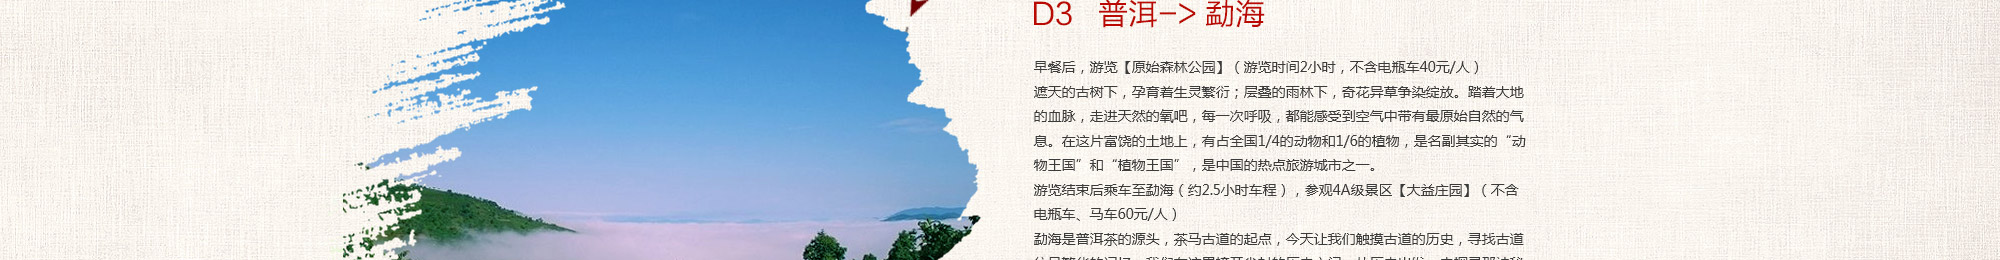 D3 普洱-> 勐海
早餐后，游览【原始森林公园】（游览时间2小时，不含电瓶车40元/人）
遮天的古树下，孕育着生灵繁衍；层叠的雨林下，奇花异草争染绽放。踏着大地
的血脉，走进天然的氧吧，每一次呼吸，都能感受到空气中带有最原始自然的气
息。在这片富饶的土地上，有占全国1/4的动物和1/6的植物，是名副其实的“动
物王国”和“植物王国”，是中国的热点旅游城市之一。
游览结束后乘车至勐海（约2.5小时车程），参观4A级景区【大益庄园】（不含
电瓶车、马车60元/人）
勐海是普洱茶的源头，茶马古道的起点，今天让我们触摸古道的历史，寻找古道